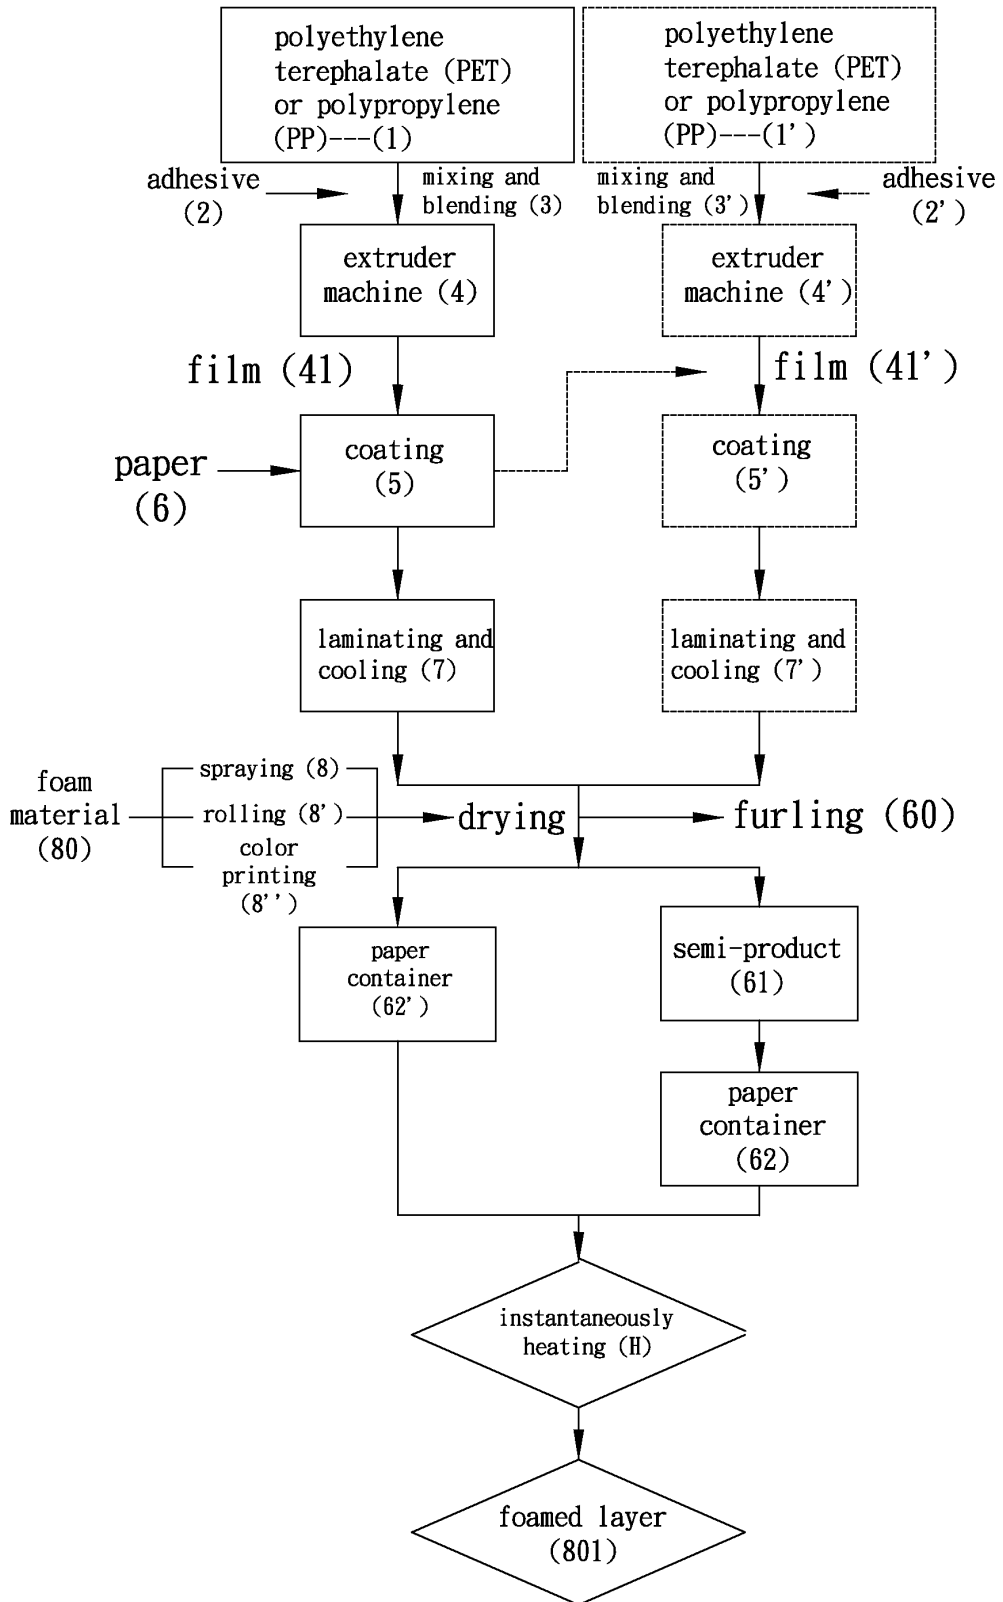 polyethylene
terephalate (PET)
or polypropylene
(PP)---(1)
polyethylene
terephalate (PET)
or polypropylene
(PP)---(1')
adhesive
(2)
mixing and
blending (3)
mixing and
blending (3')
adhesive
(2')
extruder
machine (4)
extruder
machine (4')
film (41)
film (41')
paper
(6)
coating
(5)
coating
(5')
laminating and
cooling (7)
laminating and
cooling (7')
foam
material
(80)
spraying (8)
rolling (8')
color
printing
(8'')
drying
furling (60)
paper
container
(62')
semi-product
(61)
paper
container
(62)
instantaneously
heating (H)
foamed layer
(801)